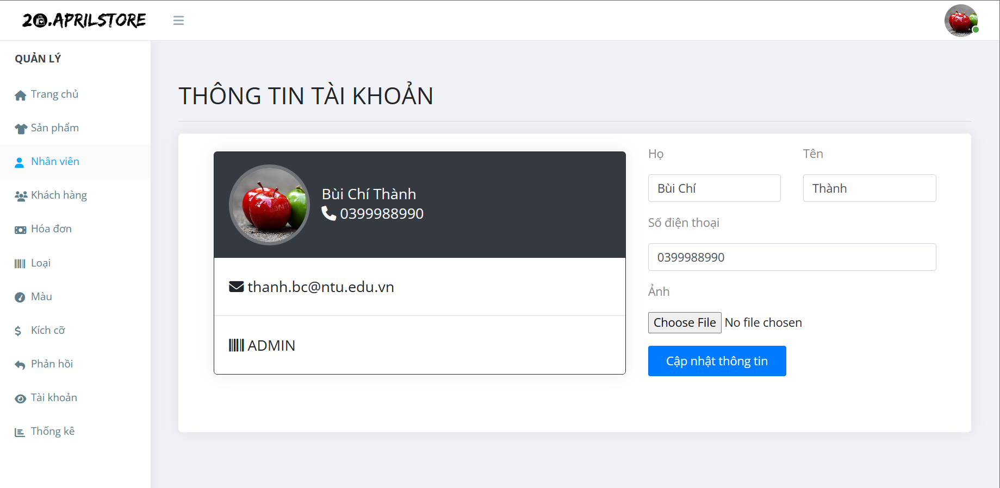 20.APRILSTORE
QUẢN LÝ
Trang chủ
Sản phẩm
Nhân viên
Khách hàng
Hóa đơn
Loại
Màu
Kích cỡ
Phản hồi
Tài khoản
Thống kê
THÔNG TIN TÀI KHOẢN
Bùi Chí Thành
0399988990
thanh.bc@ntu.edu.vn
ADMIN
Họ
Tên
Bùi Chí
Thành
Số điện thoại
0399988990
Ảnh
Choose File No file chosen
Cập nhật thông tin